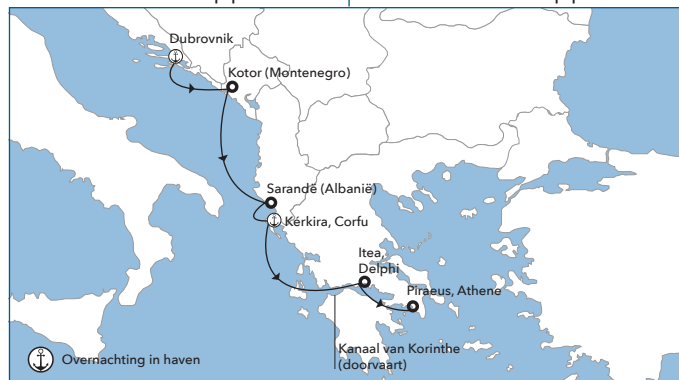 Dubrovnik
Kotor (Montenegro)
Sarandë (Albanië)
Kérkira, Corfu
Itea,
Delphi
Piraeus, Athene
Kanaal van Korinthe
(doorvaart)
Overnachting in haven